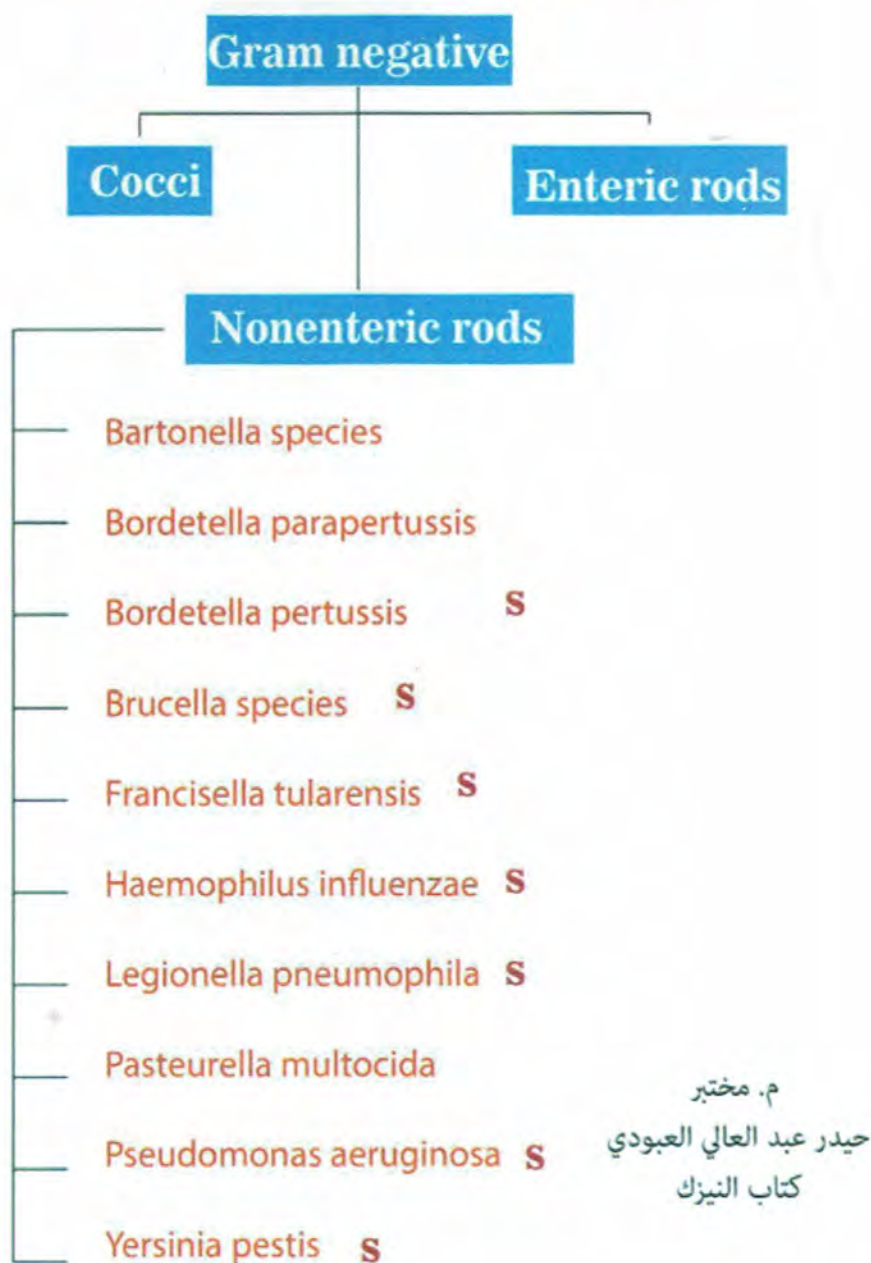 Gram negative
Cocci
Enteric rods
Nonenteric rods
Bartonella species
Bordetella parapertussis
Bordetella pertussis S
Brucella species S
Francisella tularensis S
Haemophilus influenzae S
Legionella pneumophila S
Pasteurella multocida
Pseudomonas aeruginosa S
Yersinia pestis S
م. مختبر
حيدر عبد العالي العبودي
كتاب النيزك